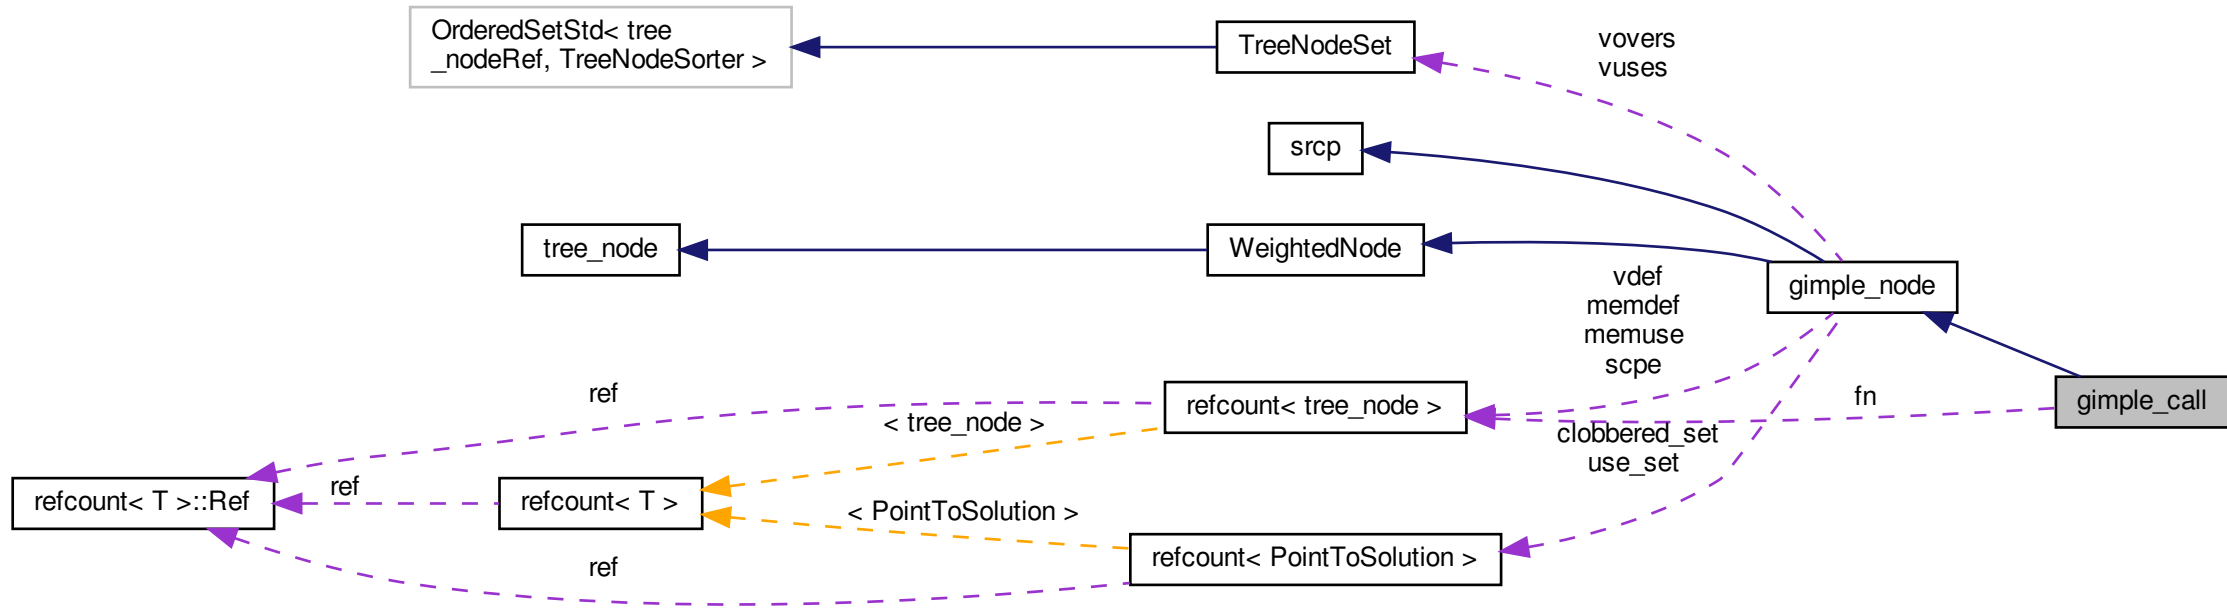 OrderedSetStd< tree
_nodeRef, TreeNodeSorter >
TreeNodeSet
vovers
vuses
srcp
tree_node
WeightedNode
gimple_node
vdef
memdef
memuse
scpe
ref
< tree_node >
refcount< tree_node >
fn
gimple_call
clobbered_set
use_set
refcount< T >::Ref
ref
refcount< T >
< PointToSolution >
refcount< PointToSolution >
ref